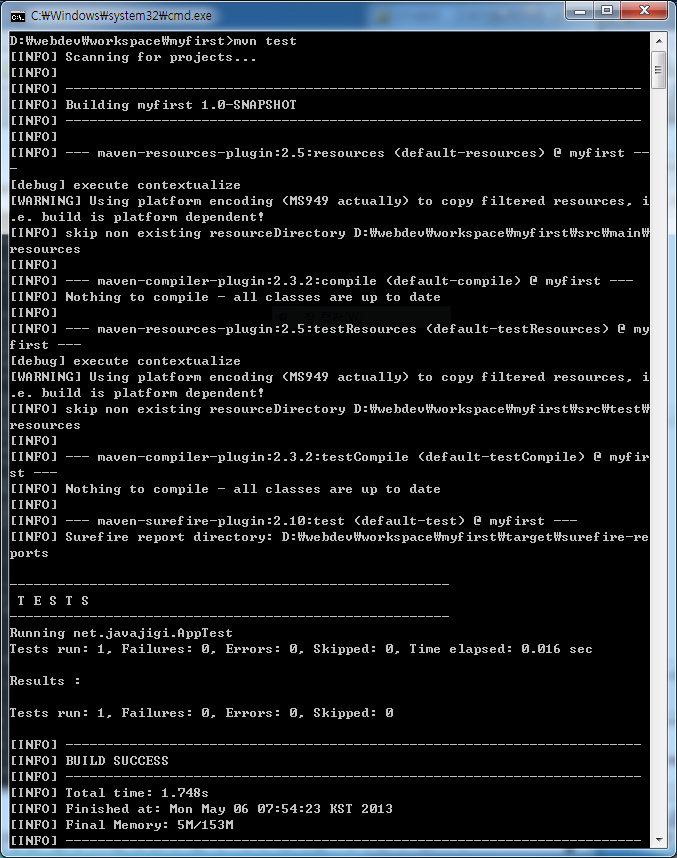 C:₩Windows₩system32₩cmd.exe
D:₩webdev₩workspace₩myfirst>mvn test
[INFO] Scanning for projects...
[INFO]
[INFO] ------------------------------------------------------------------------
[INFO] Building myfirst 1.0-SNAPSHOT
[INFO] ------------------------------------------------------------------------
[INFO]
[INFO] --- maven-resources-plugin:2.5:resources (default-resources) @ myfirst --
-
[debug] execute contextualize
[WARNING] Using platform encoding (MS949 actually) to copy filtered resources, i
.e. build is platform dependent!
[INFO] skip non existing resourceDirectory D:₩webdev₩workspace₩myfirst₩src₩main₩
resources
[INFO]
[INFO] --- maven-compiler-plugin:2.3.2:compile (default-compile) @ myfirst ---
[INFO] Nothing to compile - all classes are up to date
[INFO]
[INFO] --- maven-resources-plugin:2.5:testResources (default-testResources) @ my
first ---
[debug] execute contextualize
[WARNING] Using platform encoding (MS949 actually) to copy filtered resources, i
.e. build is platform dependent!
[INFO] skip non existing resourceDirectory D:₩webdev₩workspace₩myfirst₩src₩test₩
resources
[INFO]
[INFO] --- maven-compiler-plugin:2.3.2:testCompile (default-testCompile) @ myfir
st ---
[INFO] Nothing to compile - all classes are up to date
[INFO]
[INFO] --- maven-surefire-plugin:2.10:test (default-test) @ myfirst ---
[INFO] Surefire report directory: D:₩webdev₩workspace₩myfirst₩target₩surefire-re
ports
-------------------------------------------------------
T E S T S
-------------------------------------------------------
Running net.javajigi.AppTest
Tests run: 1, Failures: 0, Errors: 0, Skipped: 0, Time elapsed: 0.016 sec
Results :
Tests run: 1, Failures: 0, Errors: 0, Skipped: 0
[INFO] ------------------------------------------------------------------------
[INFO] BUILD SUCCESS
[INFO] ------------------------------------------------------------------------
[INFO] Total time: 1.748s
[INFO] Finished at: Mon May 06 07:54:23 KST 2013
[INFO] Final Memory: 5M/153M
[INFO] ------------------------------------------------------------------------